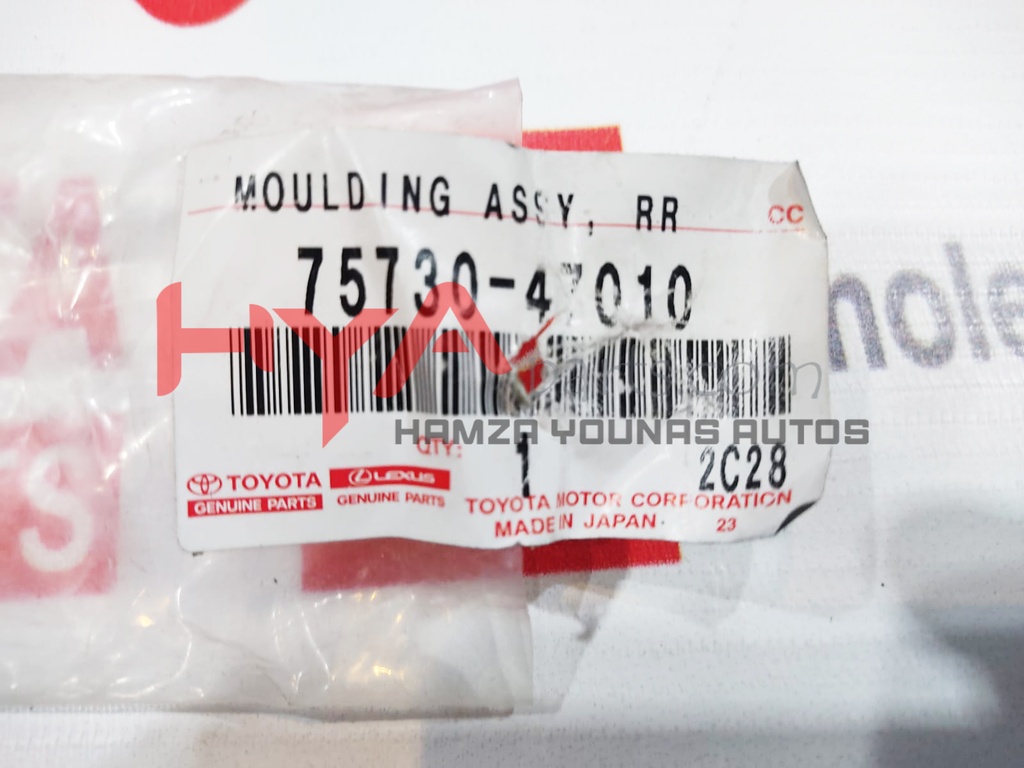 MOULDING ASSY, RR
CC
75730-47010
HYA
HAMZA YOUNAS AUTOS
QTY: 1 2C28
TOYOTA
GENUINE PARTS
LEXUS
GENUINE PARTS
TOYOTA MOTOR CORPORATION
MADE IN JAPAN 23